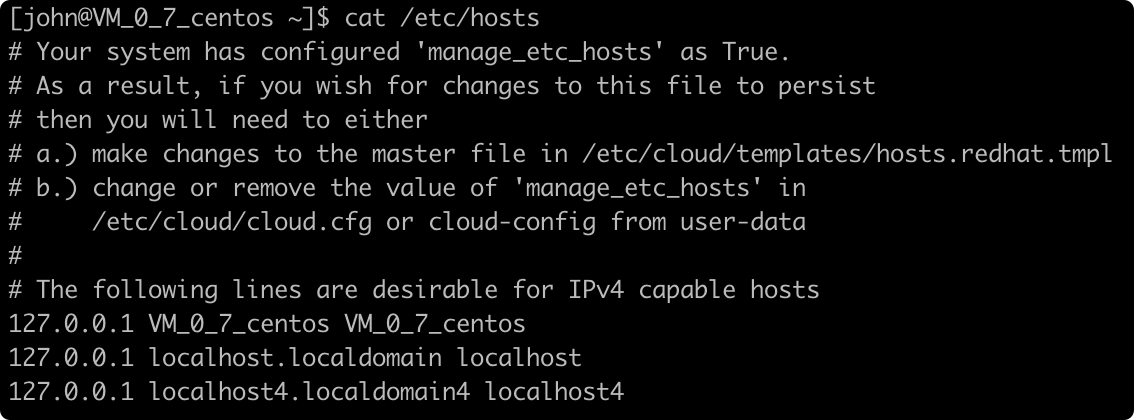 [john@VM_0_7_centos ~]$ cat /etc/hosts
# Your system has configured 'manage_etc_hosts' as True.
# As a result, if you wish for changes to this file to persist
# then you will need to either
# a.) make changes to the master file in /etc/cloud/templates/hosts.redhat.tmpl
# b.) change or remove the value of 'manage_etc_hosts' in
#     /etc/cloud/cloud.cfg or cloud-config from user-data
#
# The following lines are desirable for IPv4 capable hosts
127.0.0.1 VM_0_7_centos VM_0_7_centos
127.0.0.1 localhost.localdomain localhost
127.0.0.1 localhost4.localdomain4 localhost4